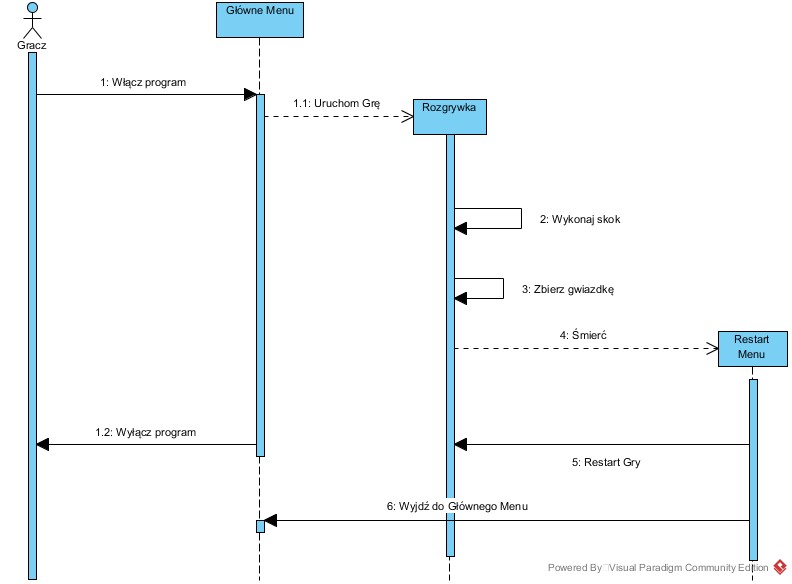 Główne Menu
Gracz
1: Włącz program
1.1: Uruchom Grę
Rozgrywka
2: Wykonaj skok
3: Zbierz gwiazdkę
4: Śmierć
Restart
Menu
1.2: Wyłącz program
5: Restart Gry
6: Wyjdź do Głównego Menu
Powered By Visual Paradigm Community Edition